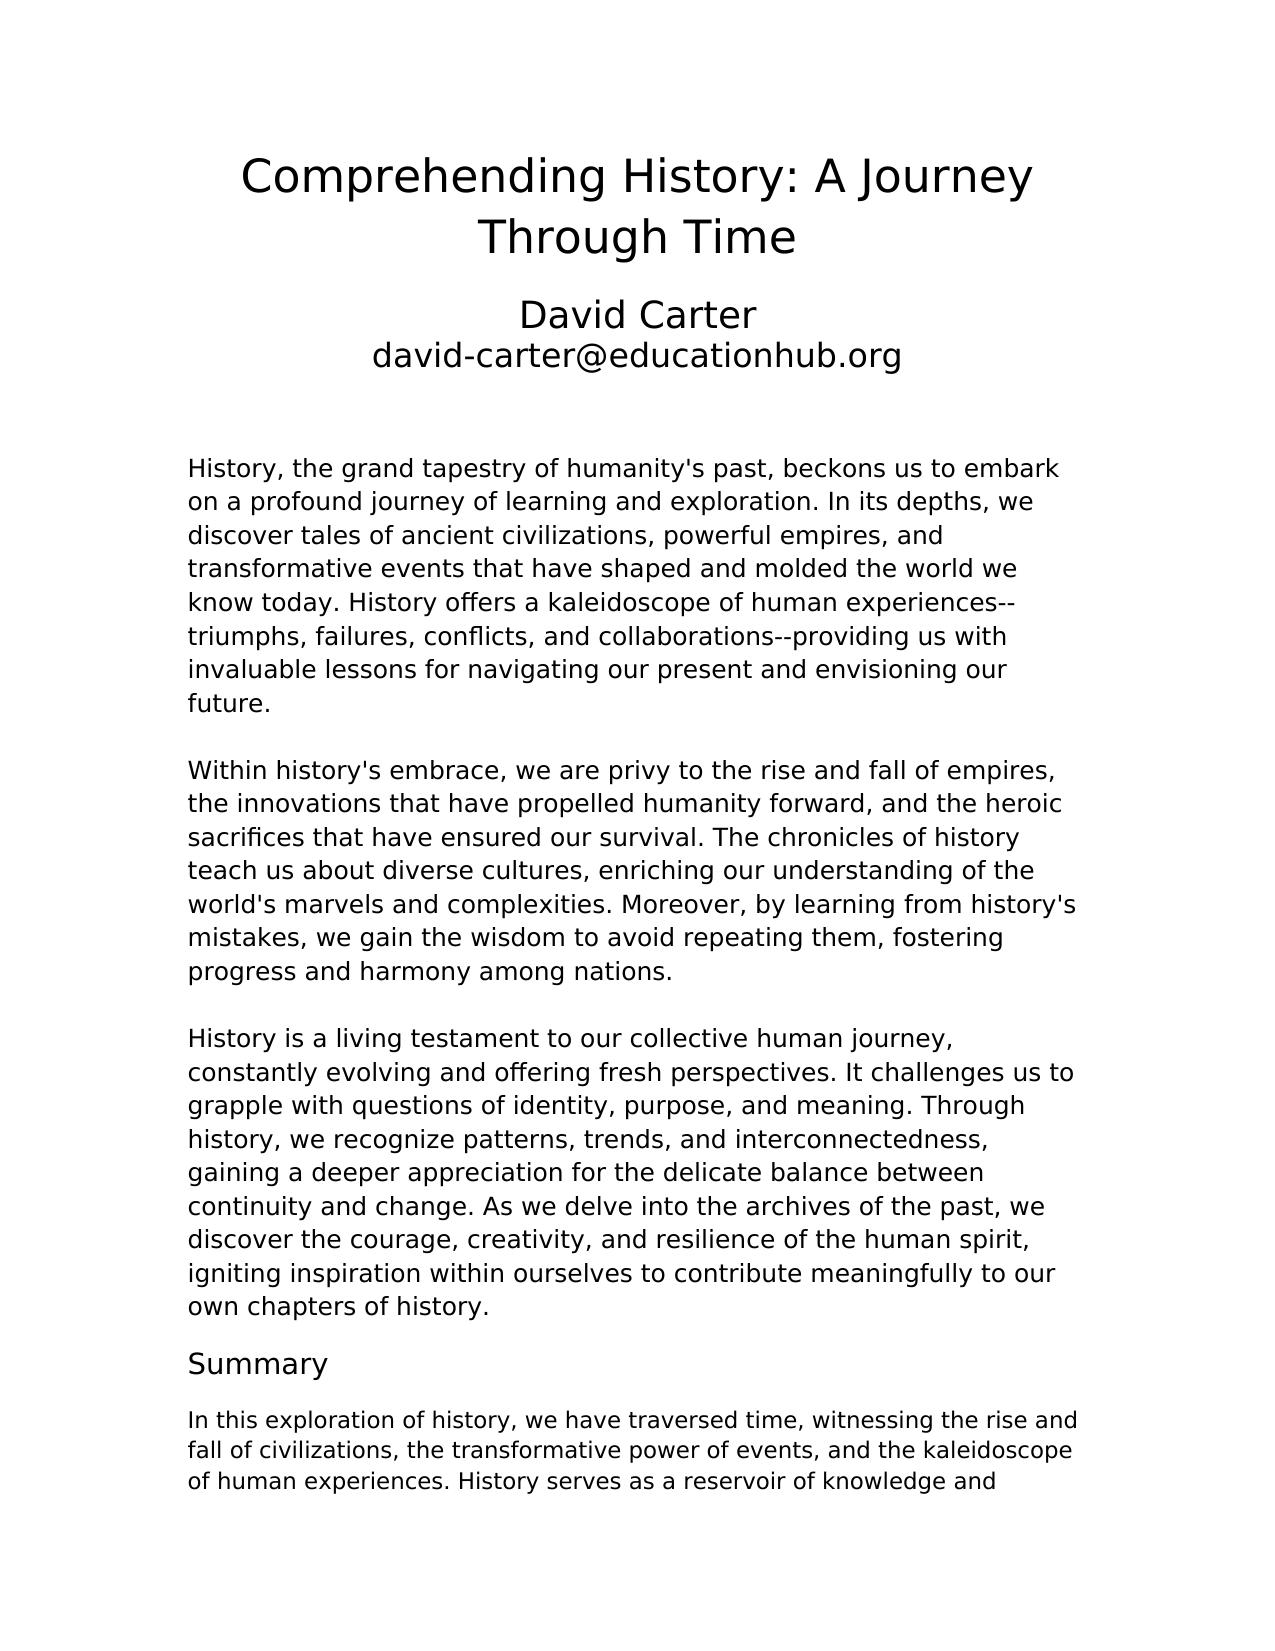 Comprehending History: A Journey
Through Time
David Carter
david-carter@educationhub.org
History, the grand tapestry of humanity's past, beckons us to embark
on a profound journey of learning and exploration. In its depths, we
discover tales of ancient civilizations, powerful empires, and
transformative events that have shaped and molded the world we
know today. History offers a kaleidoscope of human experiences--
triumphs, failures, conflicts, and collaborations--providing us with
invaluable lessons for navigating our present and envisioning our
future.
Within history's embrace, we are privy to the rise and fall of empires,
the innovations that have propelled humanity forward, and the heroic
sacrifices that have ensured our survival. The chronicles of history
teach us about diverse cultures, enriching our understanding of the
world's marvels and complexities. Moreover, by learning from history's
mistakes, we gain the wisdom to avoid repeating them, fostering
progress and harmony among nations.
History is a living testament to our collective human journey,
constantly evolving and offering fresh perspectives. It challenges us to
grapple with questions of identity, purpose, and meaning. Through
history, we recognize patterns, trends, and interconnectedness,
gaining a deeper appreciation for the delicate balance between
continuity and change. As we delve into the archives of the past, we
discover the courage, creativity, and resilience of the human spirit,
igniting inspiration within ourselves to contribute meaningfully to our
own chapters of history.
Summary
In this exploration of history, we have traversed time, witnessing the rise and
fall of civilizations, the transformative power of events, and the kaleidoscope
of human experiences. History serves as a reservoir of knowledge and